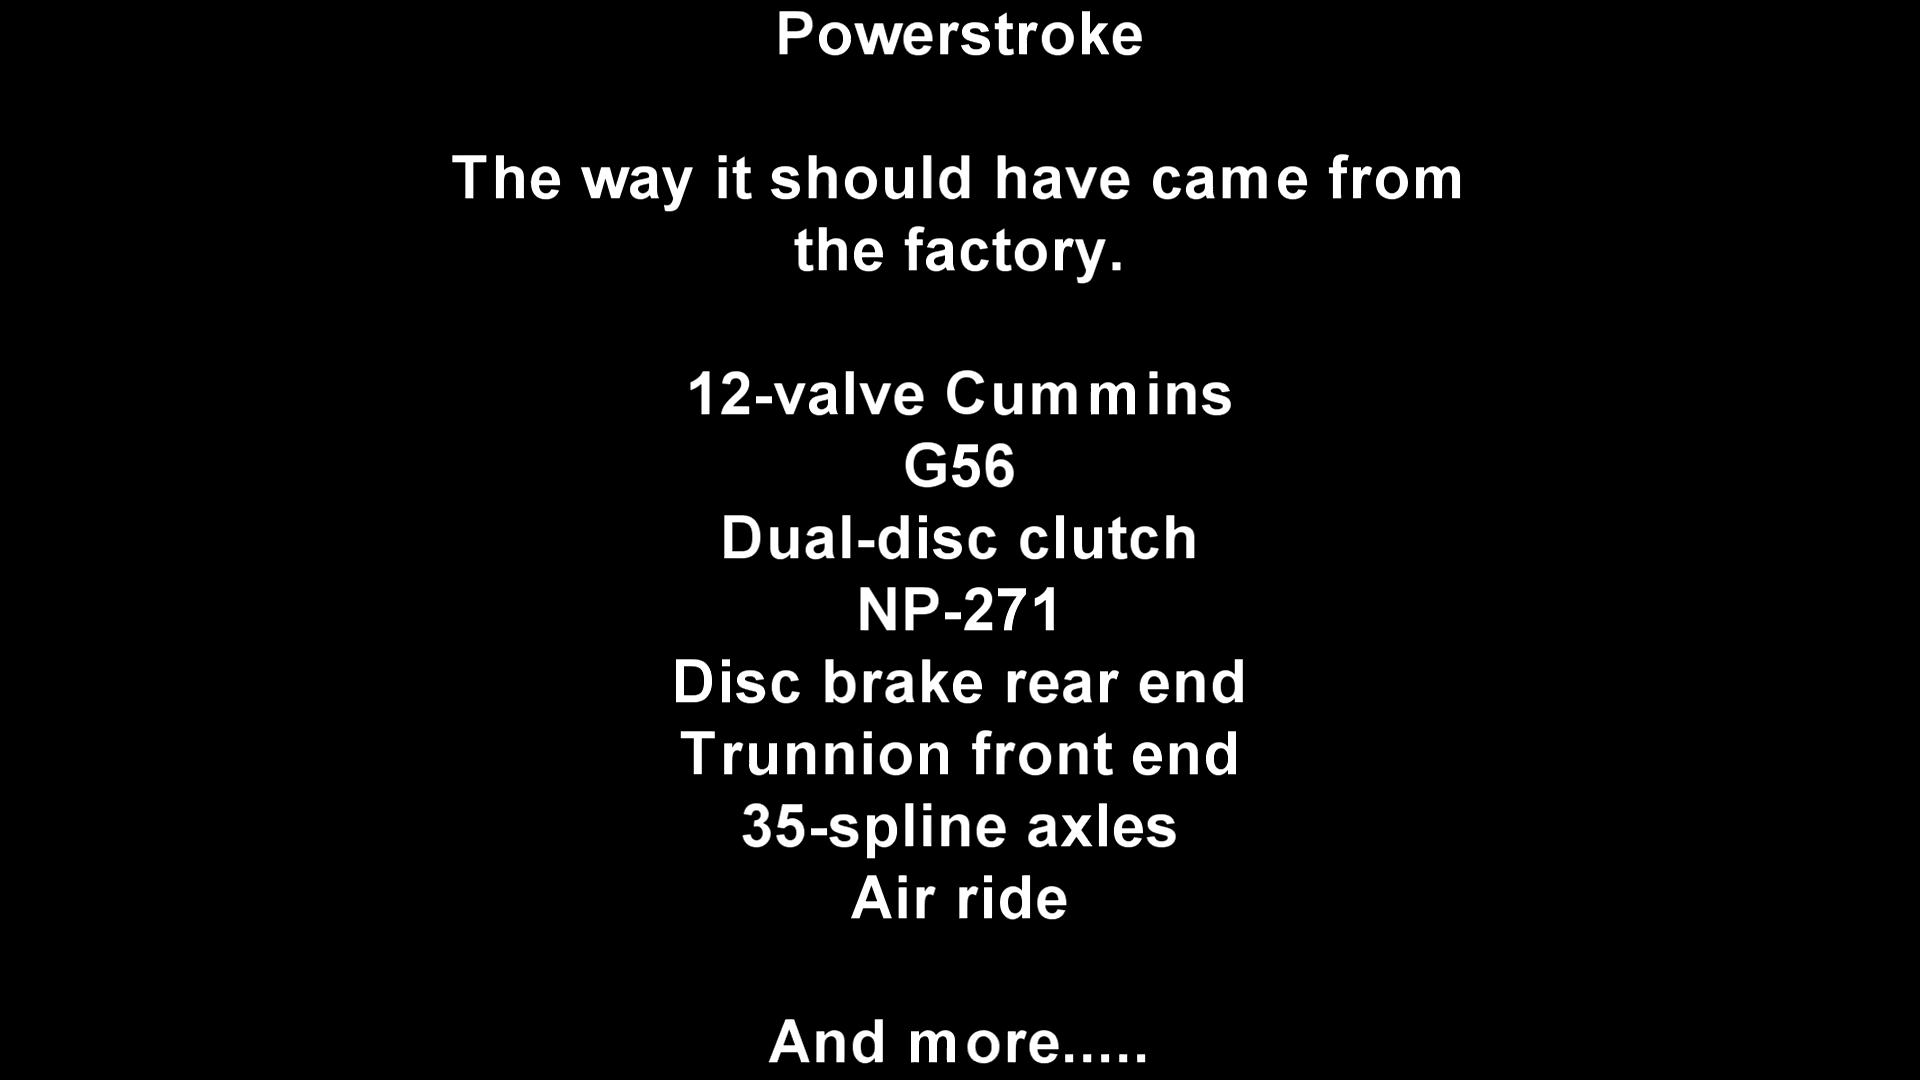 Powerstroke
The way it should have came from
the factory.
12-valve Cummins
G56
Dual-disc clutch
NP-271
Disc brake rear end
Trunnion front end
35-spline axles
Air ride
And more.....